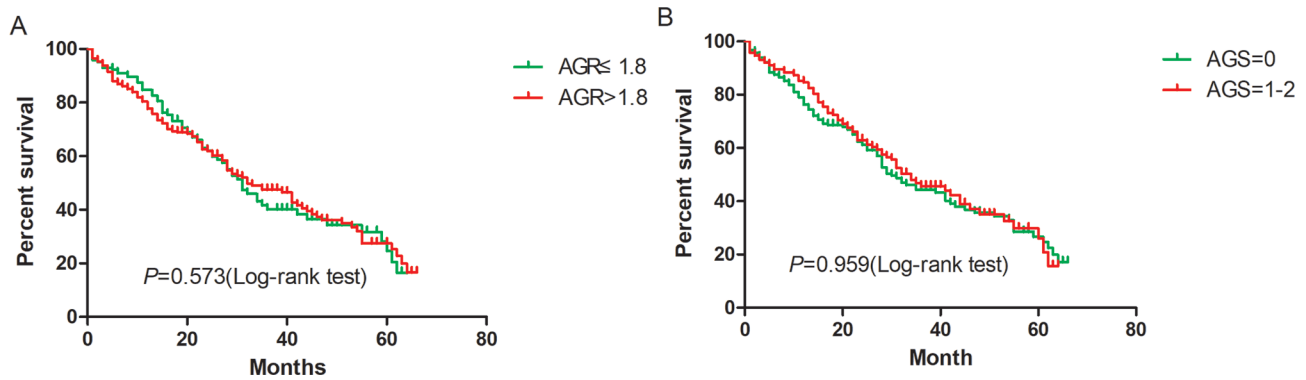 A
Percent survival
100
80
60
40
20
0
0 20 40 60 80
Months
P=0.573(Log-rank test)
AGR≤ 1.8
AGR>1.8
B
Percent survival
100
80
60
40
20
0
0 20 40 60 80
Month
P=0.959(Log-rank test)
AGS=0
AGS=1-2